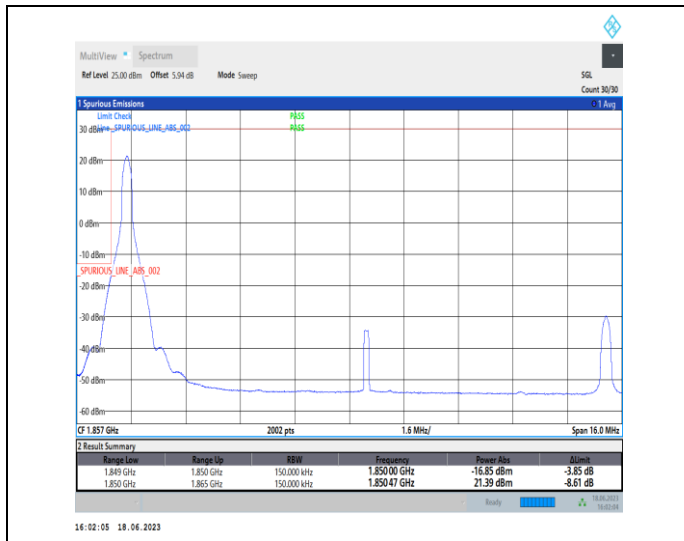 MultiView Spectrum
Ref Level 25.00 dBm Offset 5.94 dB Mode Sweep SGL
Count 30/30
1 Spurious Emissions 1 Avg
Limit Check PASS
30 dBm Line _SPURIOUS_LINE_ABS_002 PASS
20 dBm
0 dBm
-10 dBm
_SPURIOUS_LINE_ABS_002
-20 dBm
-30 dBm
-40 dBm
-50 dBm
-60 dBm
CF 1.857 GHz 2002 pts 1.6 MHz/ Span 16.0 MHz
2 Result Summary
Range Low Range Up RBW Frequency Power Abs ΔLimit
1.849 GHz 1.850 GHz 150.000 kHz 1.85000 GHz -16.85 dBm -3.85 dB
1.850 GHz 1.865 GHz 150.000 kHz 1.85047 GHz 21.39 dBm -8.61 dB
Ready 18.06.2023
16:02:04
16:02:05 18.06.2023